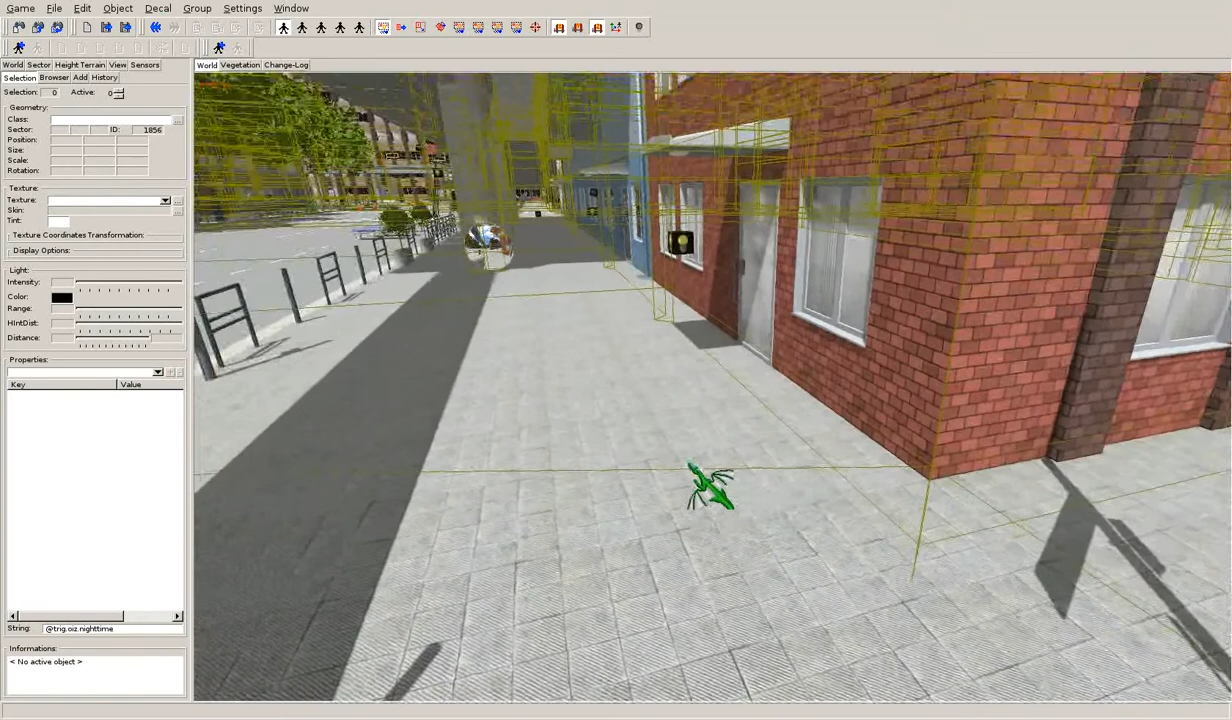 Game File Edit Object Decal Group Settings Window
World Sector Height Terrain View Sensors
World Vegetation Change-Log
Selection Browser Add History
Selection: 0 Active: 0
Geometry:
Class:
Sector: ID: 1856
Position:
Size:
Scale:
Rotation:
Texture:
Texture:
Skin:
Tint:
Texture Coordinates Transformation:
Display Options:
Light:
Intensity:
Color:
Range:
HIntDist:
Distance:
Properties:
Key Value
String: @trig.oiz.nighttime
Informations:
< No active object >